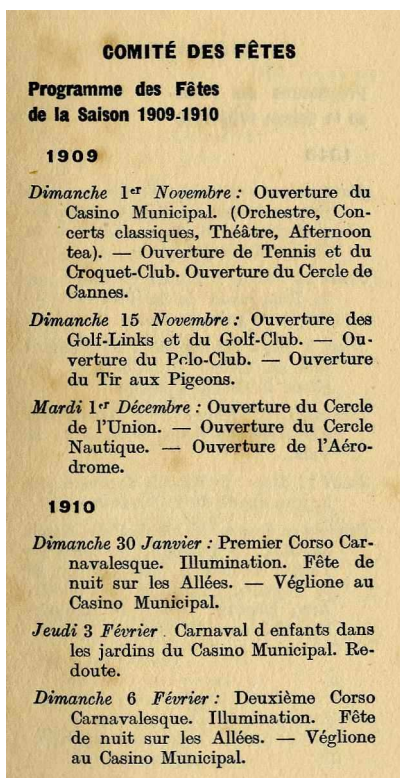 COMITÉ DES FÊTES
Programme des Fêtes
de la Saison 1909-1910
1909
Dimanche 1er Novembre : Ouverture du
Casino Municipal. (Orchestre, Con-
certs classiques, Théâtre, Afternoon
tea). — Ouverture de Tennis et du
Croquet-Club. Ouverture du Cercle de
Cannes.
Dimanche 15 Novembre : Ouverture des
Golf-Links et du Golf-Club. — Ou-
verture du Polo-Club. — Ouverture
du Tir aux Pigeons.
Mardi 1er Décembre : Ouverture du Cercle
de l'Union. — Ouverture du Cercle
Nautique. — Ouverture de l'Aéro-
drome.
1910
Dimanche 30 Janvier : Premier Corso Car-
navalesque. Illumination. Fête de
nuit sur les Allées. — Véglione au
Casino Municipal.
Jeudi 3 Février . Carnaval d enfants dans
les jardins du Casino Municipal. Re-
doute.
Dimanche 6 Février : Deuxième Corso
Carnavalesque. Illumination. Fête
de nuit sur les Allées. — Véglione
au Casino Municipal.